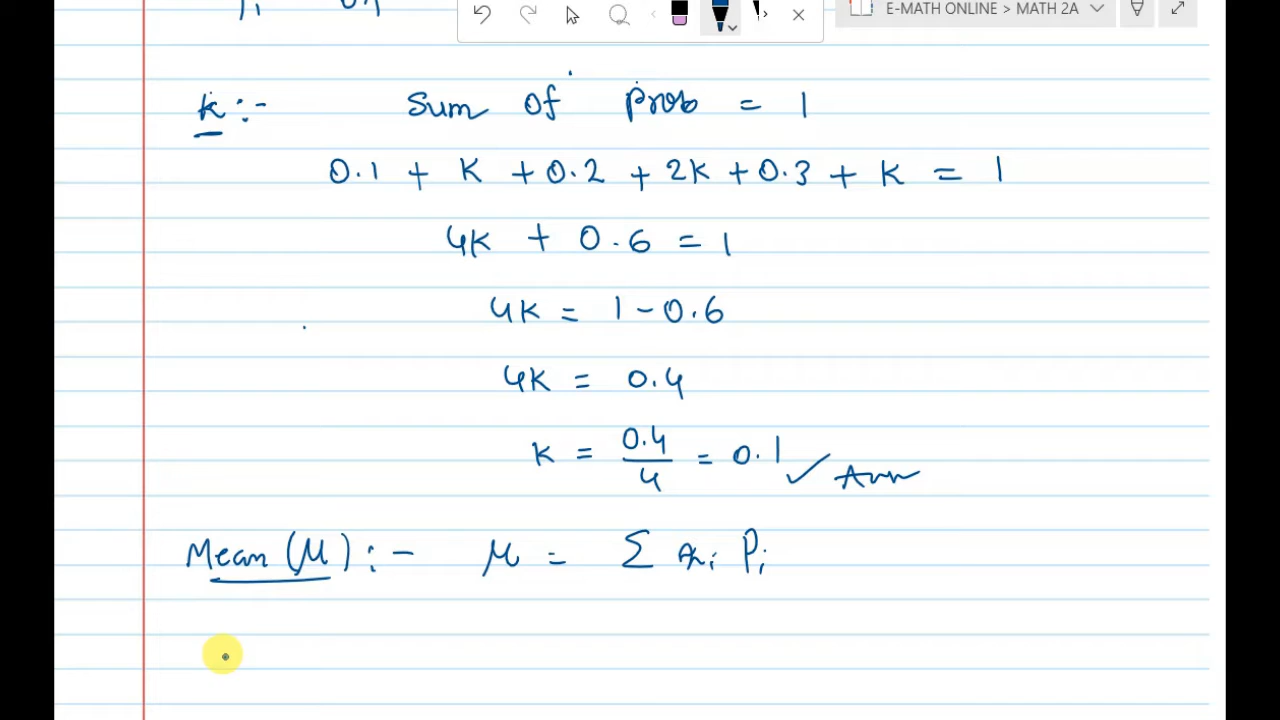 E-MATH ONLINE > MATH 2A
k :- Sum of prob = 1
0.1 + K + 0.2 + 2K + 0.3 + K = 1
4K + 0.6 = 1
4K = 1 - 0.6
4K = 0.4
K = 0.4/4 = 0.1 ✓ Ans
Mean (μ) :- μ = Σ xi Pi